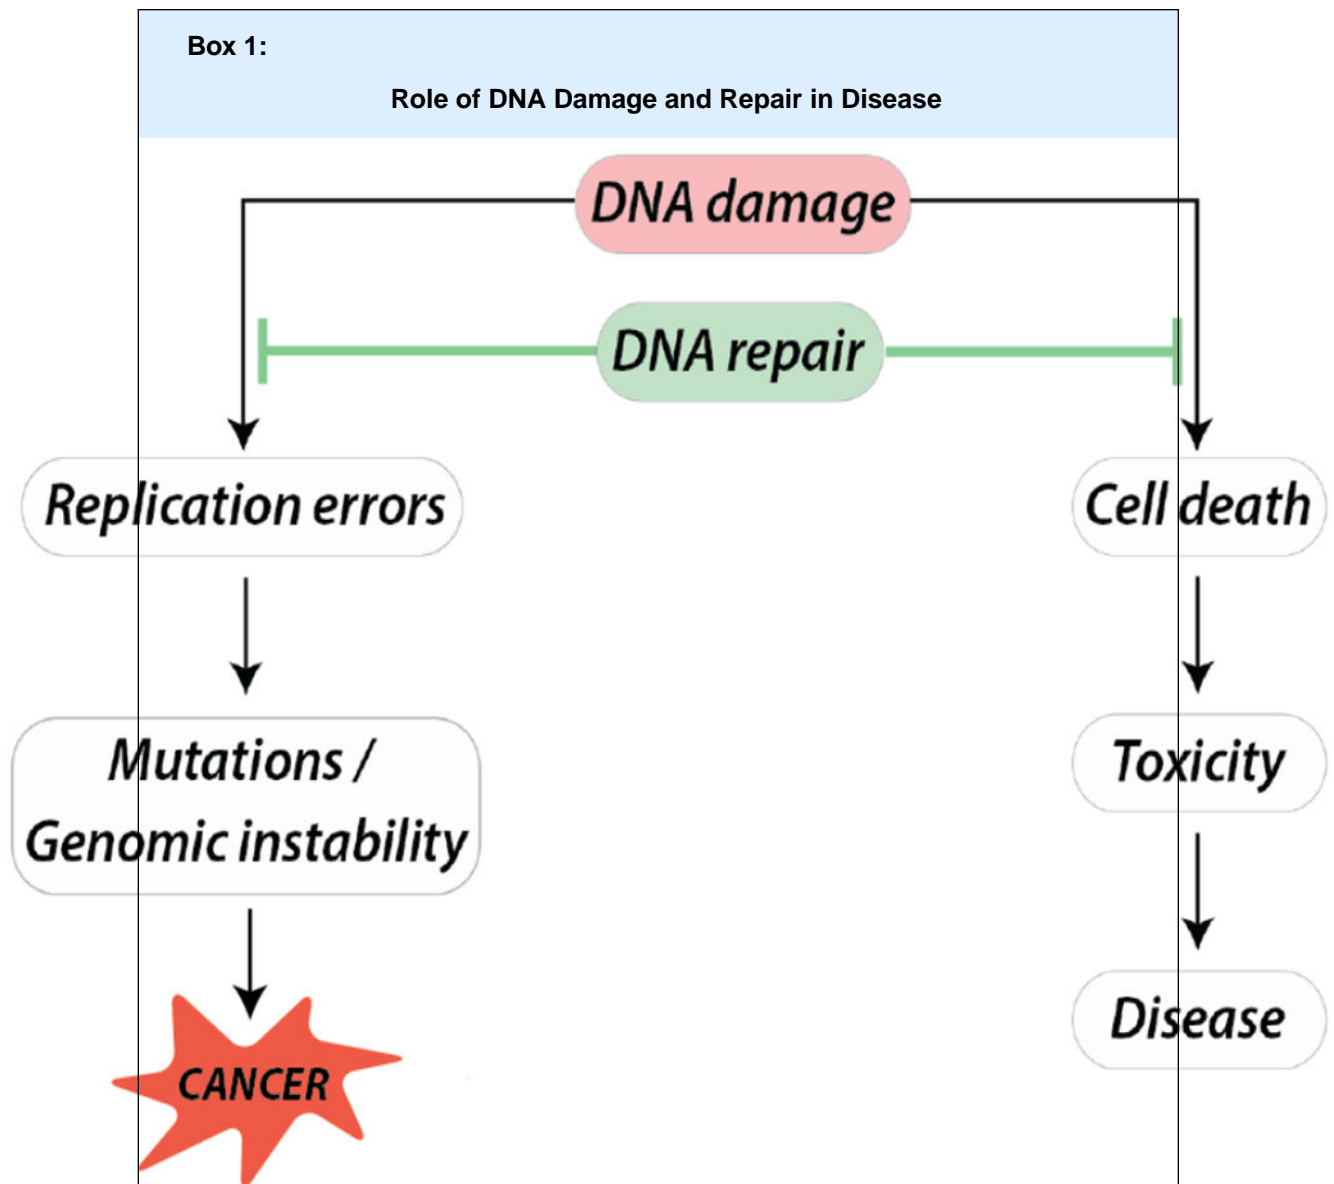 Box 1:
Role of DNA Damage and Repair in Disease
DNA damage
DNA repair
Replication errors
Cell death
Mutations /
Genomic instability
Toxicity
CANCER
Disease